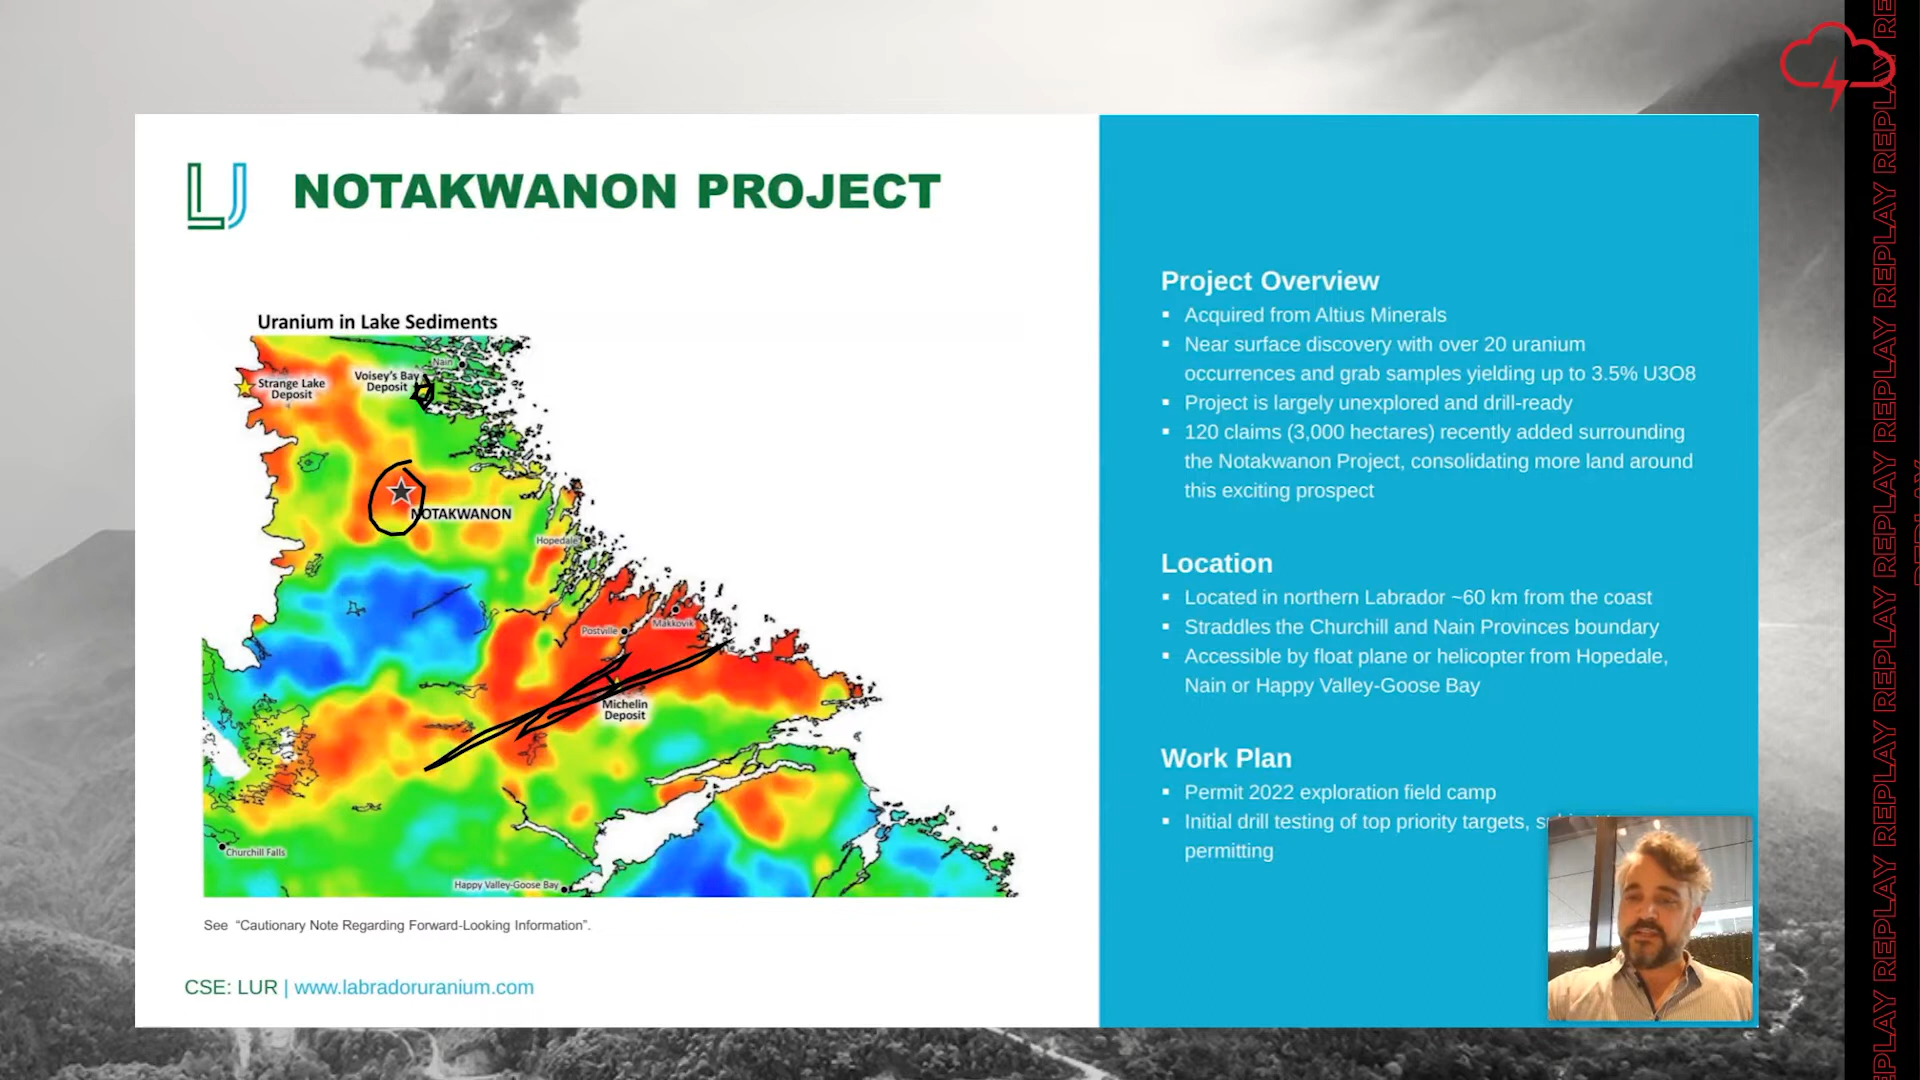 NOTAKWANON PROJECT
Uranium in Lake Sediments
Nain
Strange Lake
Deposit
Voisey's Bay
Deposit
NOTAKWANON
Hopedale
Postville
Makkovik
Michelin
Deposit
Churchill Falls
Happy Valley-Goose Bay
See “Cautionary Note Regarding Forward-Looking Information”.
CSE: LUR | www.labradoruranium.com
Project Overview
▪ Acquired from Altius Minerals
▪ Near surface discovery with over 20 uranium
occurrences and grab samples yielding up to 3.5% U3O8
▪ Project is largely unexplored and drill-ready
▪ 120 claims (3,000 hectares) recently added surrounding
the Notakwanon Project, consolidating more land around
this exciting prospect
Location
▪ Located in northern Labrador ~60 km from the coast
▪ Straddles the Churchill and Nain Provinces boundary
▪ Accessible by float plane or helicopter from Hopedale,
Nain or Happy Valley-Goose Bay
Work Plan
▪ Permit 2022 exploration field camp
▪ Initial drill testing of top priority targets,
permitting
REPLAY REPLAY REPLAY REPLAY REPLAY REPLAY REPLAY REPLAY